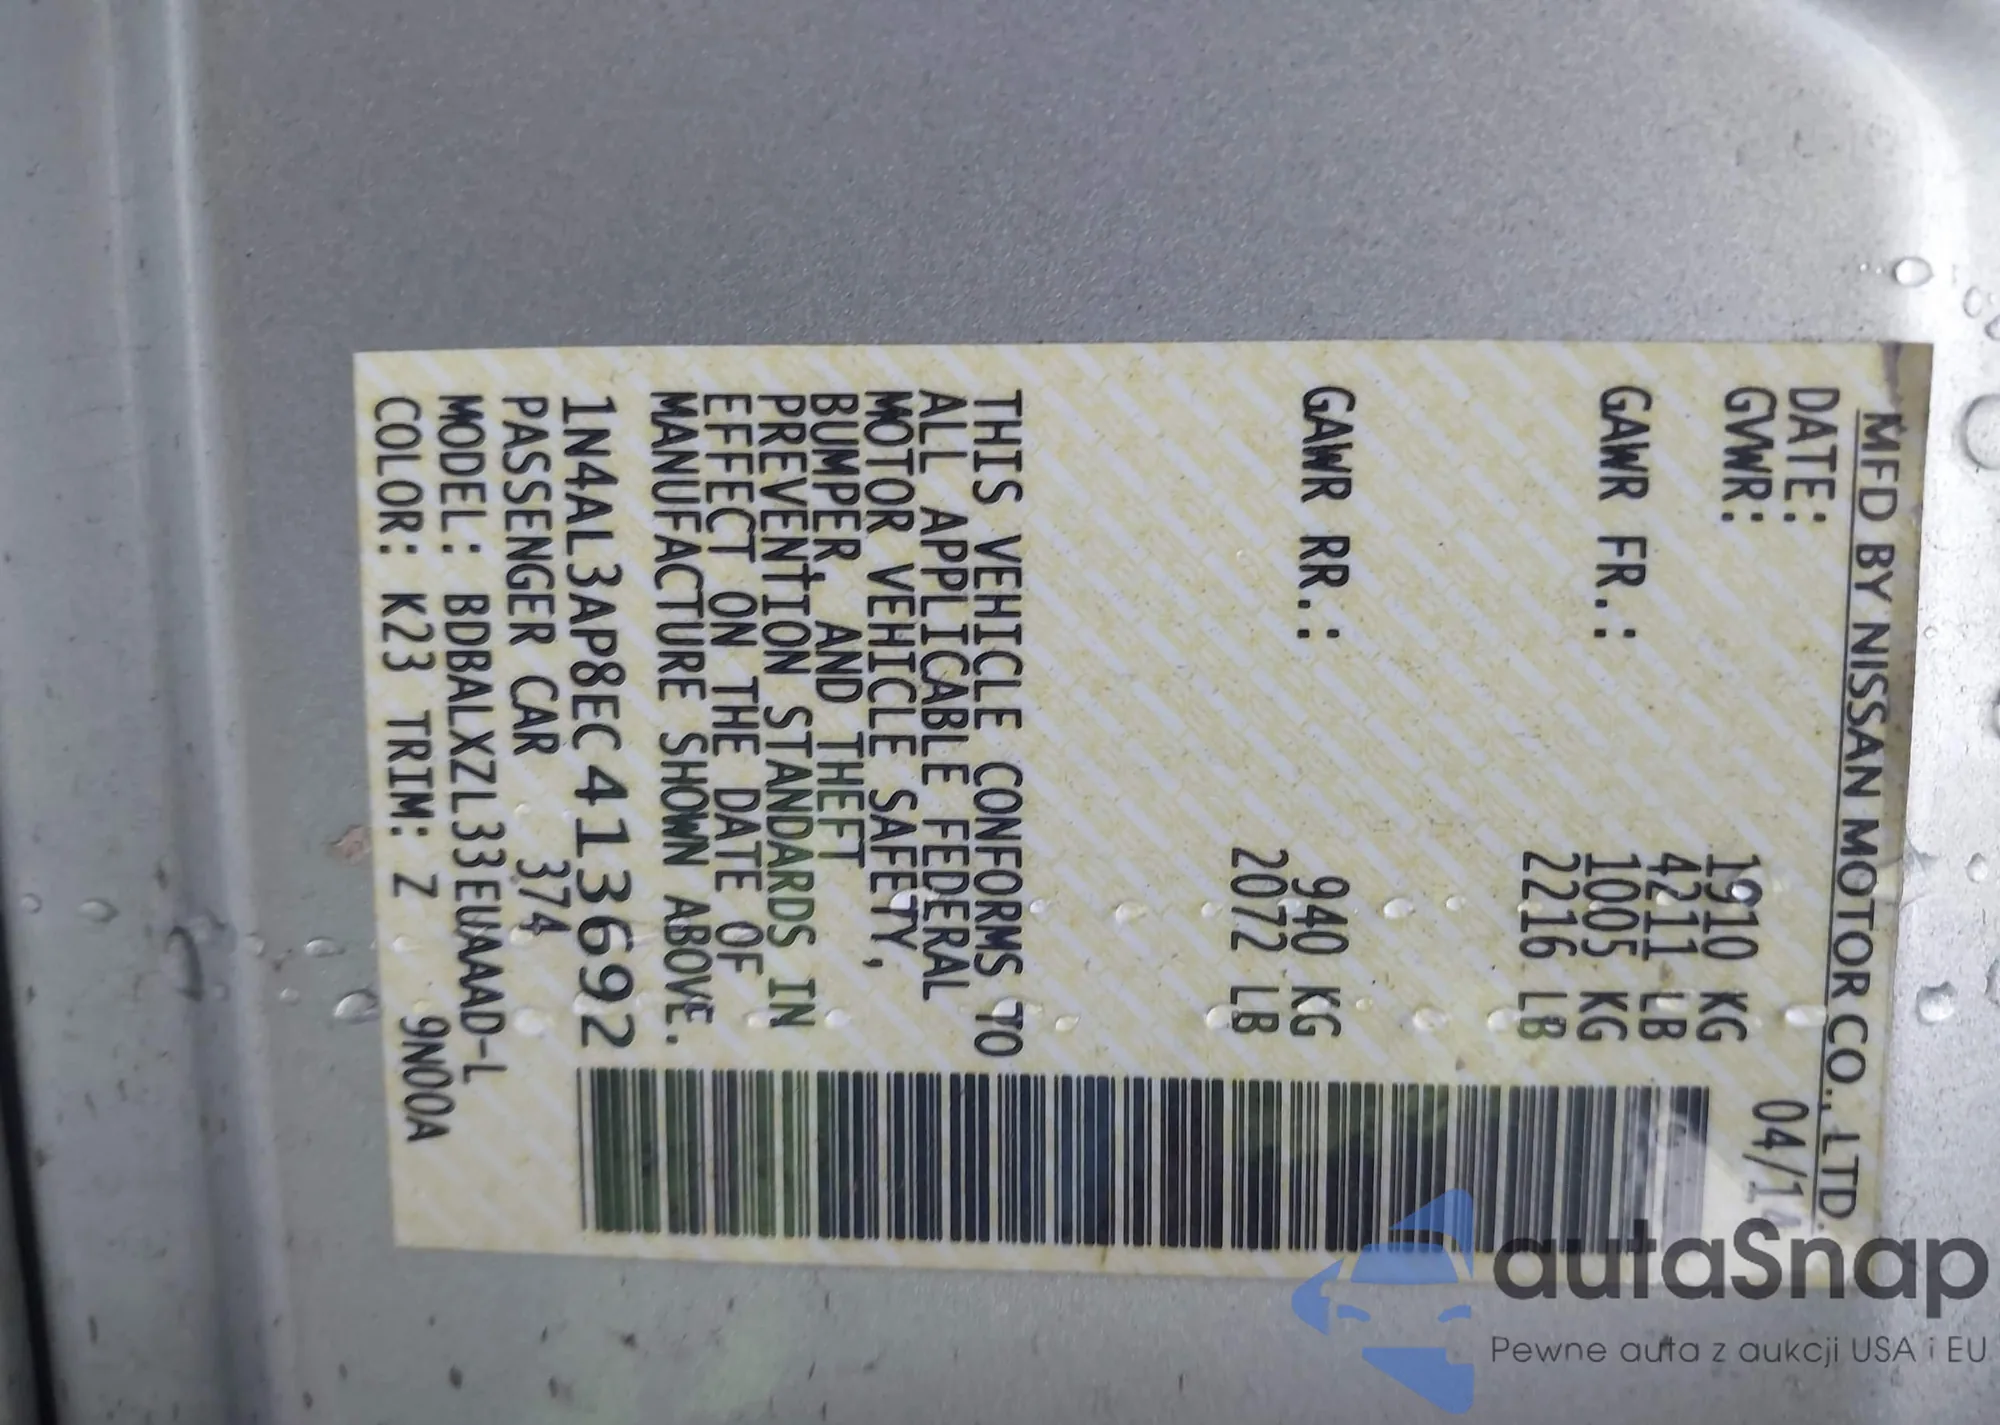 MFD BY NISSAN MOTOR CO., LTD.
DATE: 04/14
GVWR: 1910 KG
4211 LB
GAWR FR.: 1005 KG
2216 LB
GAWR RR.: 940 KG
2072 LB
THIS VEHICLE CONFORMS TO
ALL APPLICABLE FEDERAL
MOTOR VEHICLE SAFETY,
BUMPER, AND THEFT
PREVENTION STANDARDS IN
EFFECT ON THE DATE OF
MANUFACTURE SHOWN ABOVE.
1N4AL3AP8EC413692
PASSENGER CAR 374
MODEL: BDBALXZL33EUAAAD-L
COLOR: K23 TRIM: Z 9N00A
autaSnap
Pewne auta z aukcji USA i EU